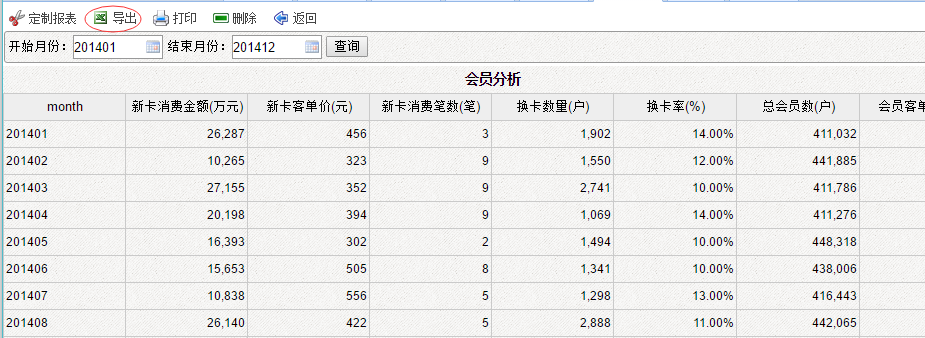 定制报表 导出 打印 删除 返回
开始月份: 201401 结束月份: 201412 查询
会员分析
month 新卡消费金额(万元) 新卡客单价(元) 新卡消费笔数(笔) 换卡数量(户) 换卡率(%) 总会员数(户) 会员客单
201401 26,287 456 3 1,902 14.00% 411,032
201402 10,265 323 9 1,550 12.00% 441,885
201403 27,155 352 9 2,741 10.00% 411,786
201404 20,198 394 9 1,069 14.00% 411,276
201405 16,393 302 2 1,494 10.00% 448,318
201406 15,653 505 8 1,341 10.00% 438,006
201407 10,838 556 5 1,298 13.00% 416,443
201408 26,140 422 5 2,888 11.00% 442,065